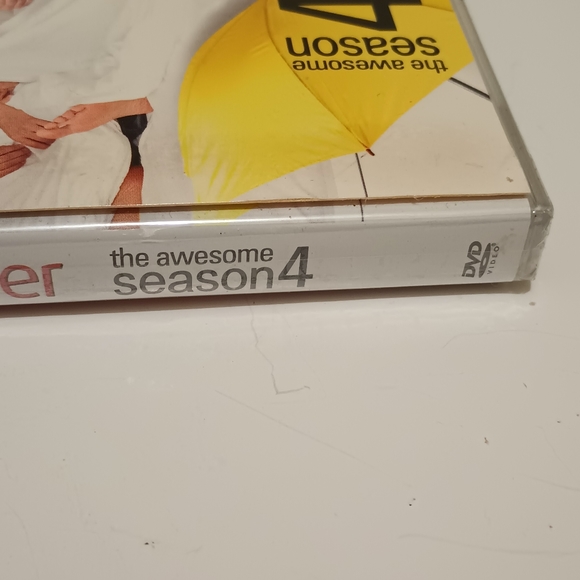 4
season
the awesome
er
the awesome
season4
DVD
VIDEO